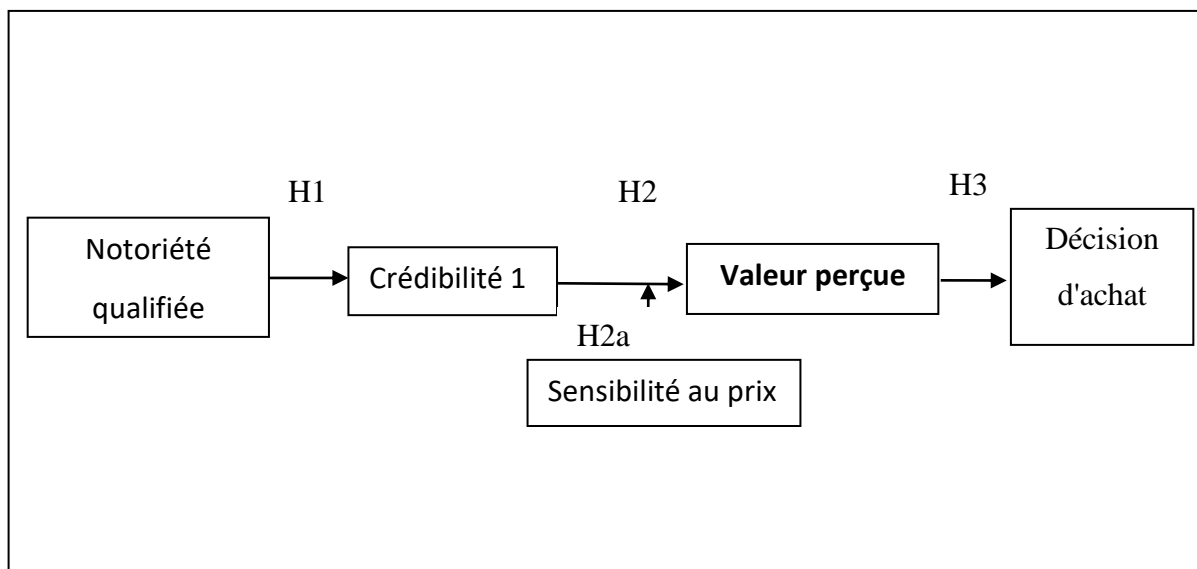 H1
H2
H3
Notoriété
qualifiée
Crédibilité 1
Valeur perçue
Décision
d'achat
H2a
Sensibilité au prix